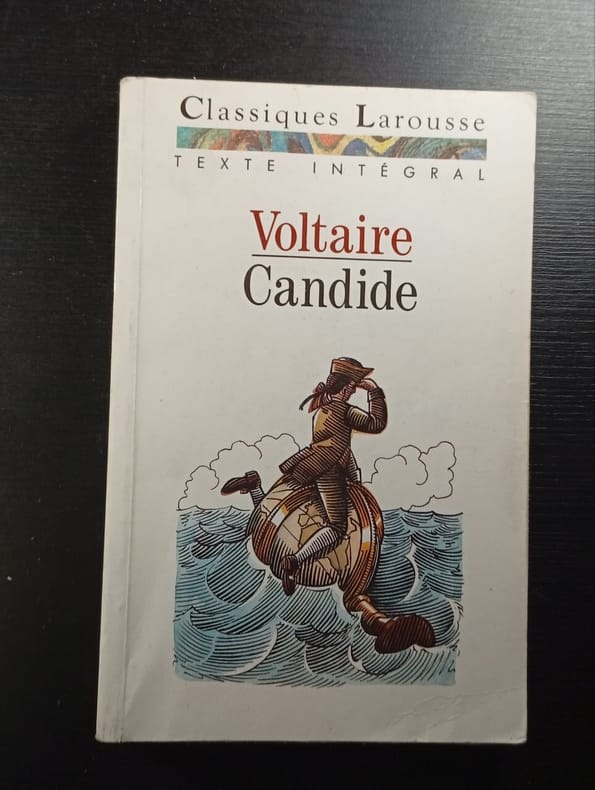 Classiques Larousse
TEXTE INTÉGRAL
Voltaire
Candide